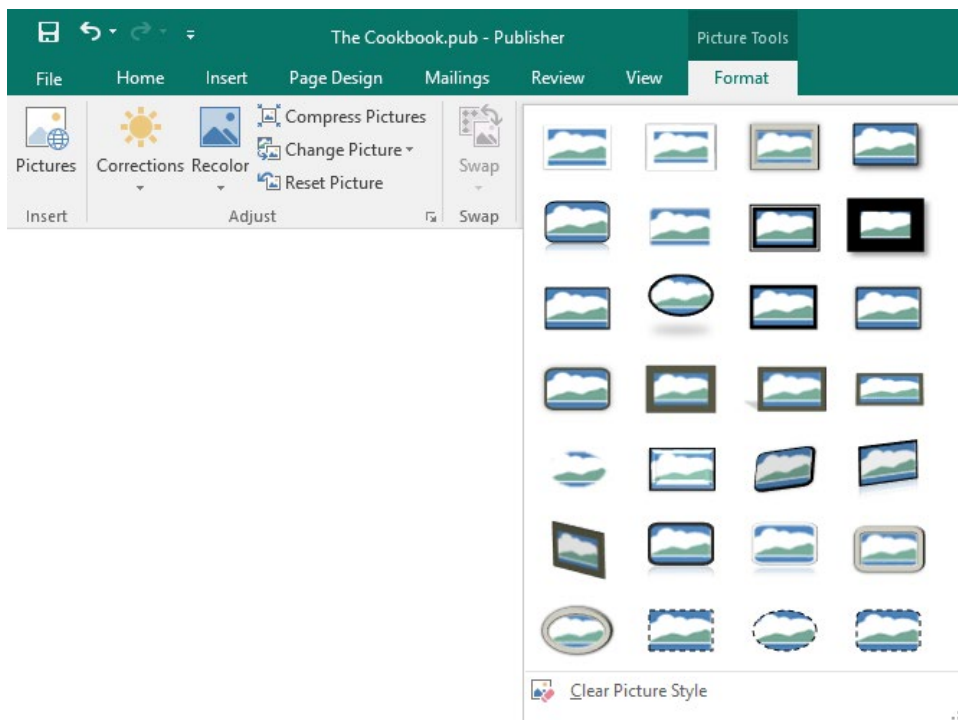 The Cookbook.pub - Publisher
Picture Tools
File Home Insert Page Design Mailings Review View Format
Pictures
Corrections
Recolor
Compress Pictures
Change Picture
Reset Picture
Swap
Insert
Adjust
Swap
Clear Picture Style